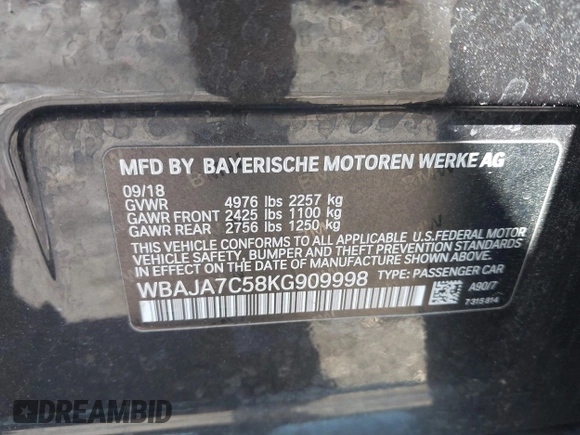 MFD BY BAYERISCHE MOTOREN WERKE AG
09/18
GVWR 4976 lbs 2257 kg
GAWR FRONT 2425 lbs 1100 kg
GAWR REAR 2756 lbs 1250 kg
THIS VEHICLE CONFORMS TO ALL APPLICABLE U.S.FEDERAL MOTOR
VEHICLE SAFETY, BUMPER AND THEFT PREVENTION STANDARDS
IN EFFECT ON THE DATE OF MANUFACTURE SHOWN ABOVE.
WBAJA7C58KG909998 TYPE: PASSENGER CAR
A90/7
7315814
DREAMBID